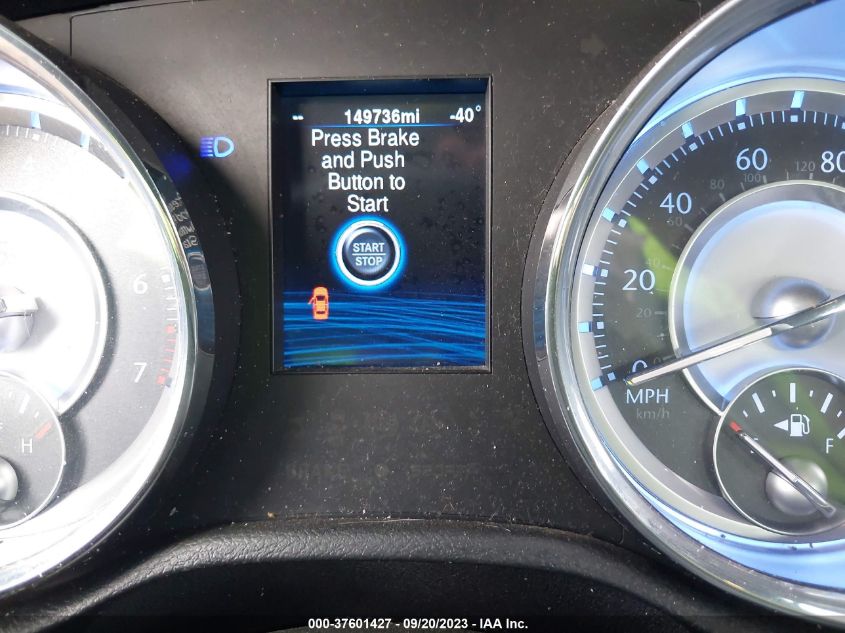 -- 149736mi -40°
Press Brake
and Push
Button to
Start
START
STOP
6
7
H
0
20
40
60
80
20
40
80
100
120
MPH
km/h
F
000-37601427 - 09/20/2023 - IAA Inc.